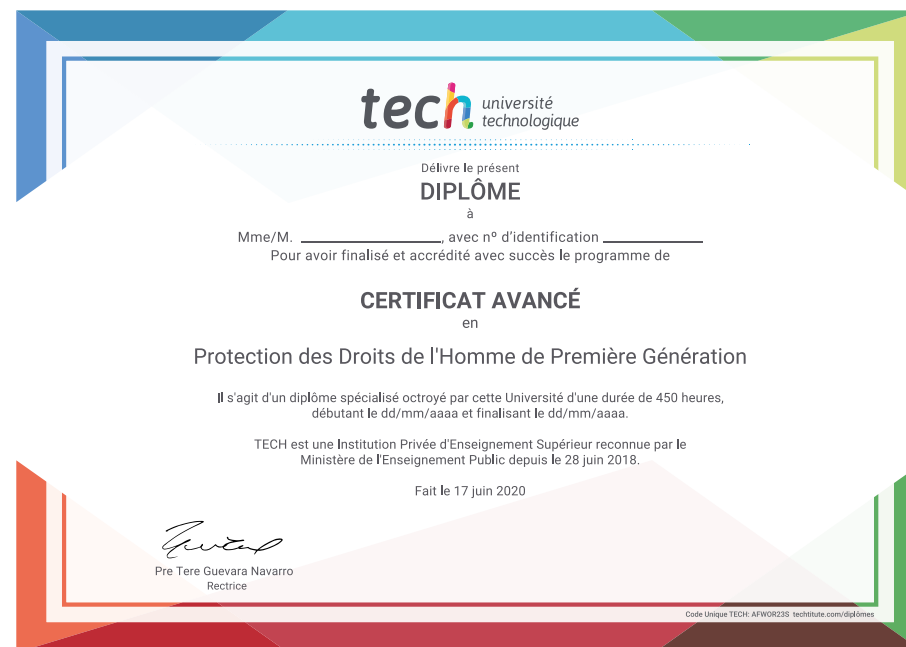 tech université
technologique
Délivre le présent
DIPLÔME
à
Mme/M. ____________________, avec nº d'identification ______________
Pour avoir finalisé et accrédité avec succès le programme de
CERTIFICAT AVANCÉ
en
Protection des Droits de l'Homme de Première Génération
Il s'agit d'un diplôme spécialisé octroyé par cette Université d'une durée de 450 heures,
débutant le dd/mm/aaaa et finalisant le dd/mm/aaaa.
TECH est une Institution Privée d'Enseignement Supérieur reconnue par le
Ministère de l'Enseignement Public depuis le 28 juin 2018.
Fait le 17 juin 2020
Pre Tere Guevara Navarro
Rectrice
Code Unique TECH: AFWOR23S techtitute.com/diplômes